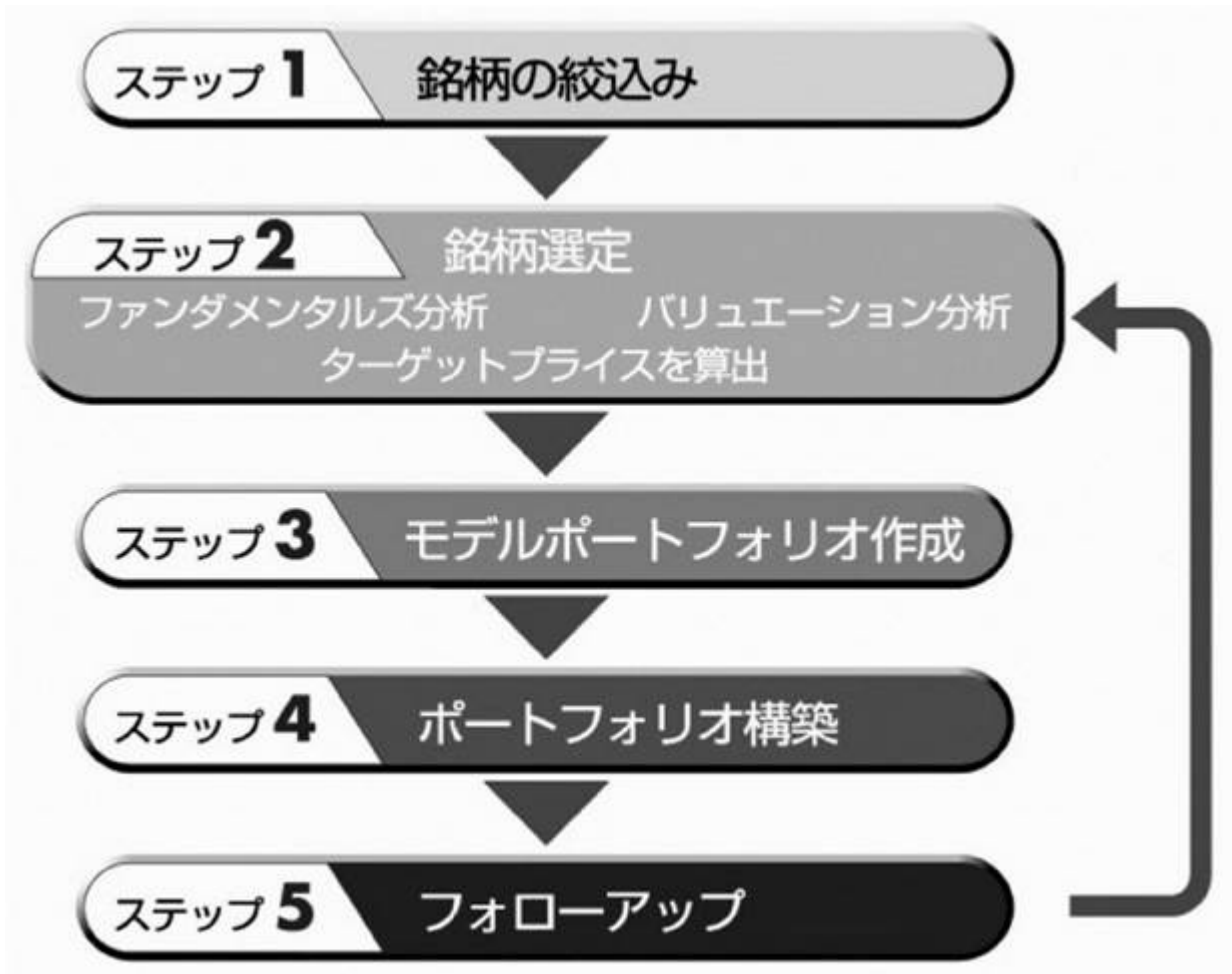 ステップ1 銘柄の絞込み
ステップ2 銘柄選定
ファンダメンタルズ分析 バリュエーション分析
ターゲットプライスを算出
ステップ3 モデルポートフォリオ作成
ステップ4 ポートフォリオ構築
ステップ5 フォローアップ